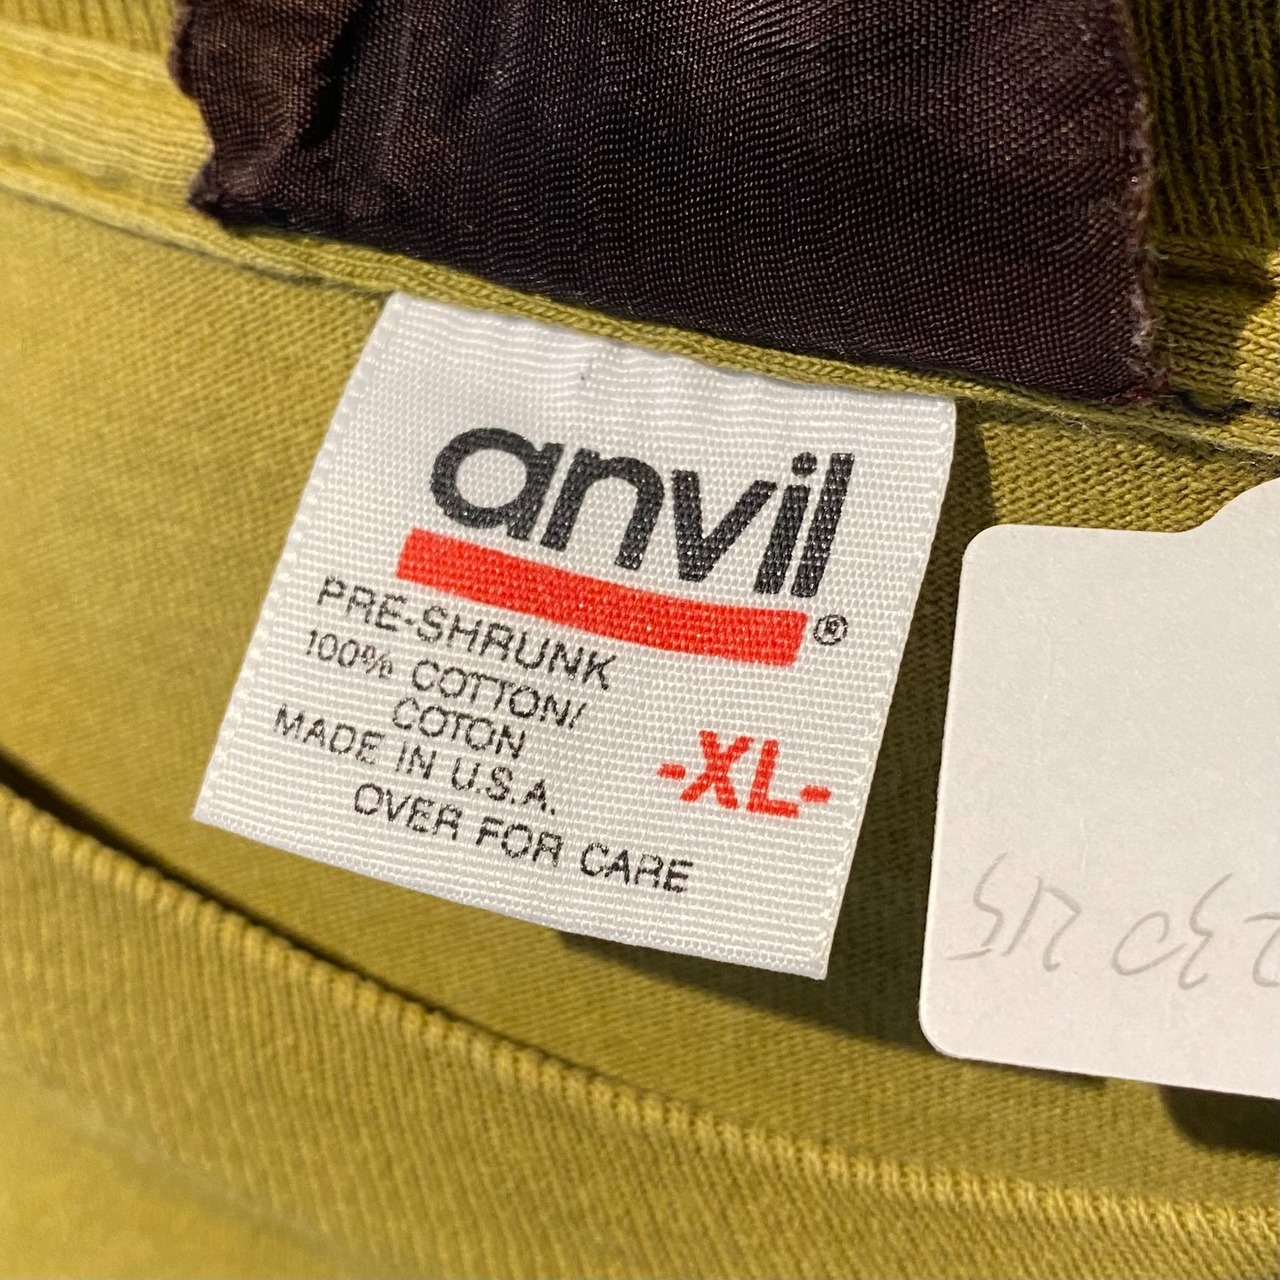 anvil®
PRE-SHRUNK
100% COTTON/
COTON
MADE IN U.S.A.
-XL-
OVER FOR CARE